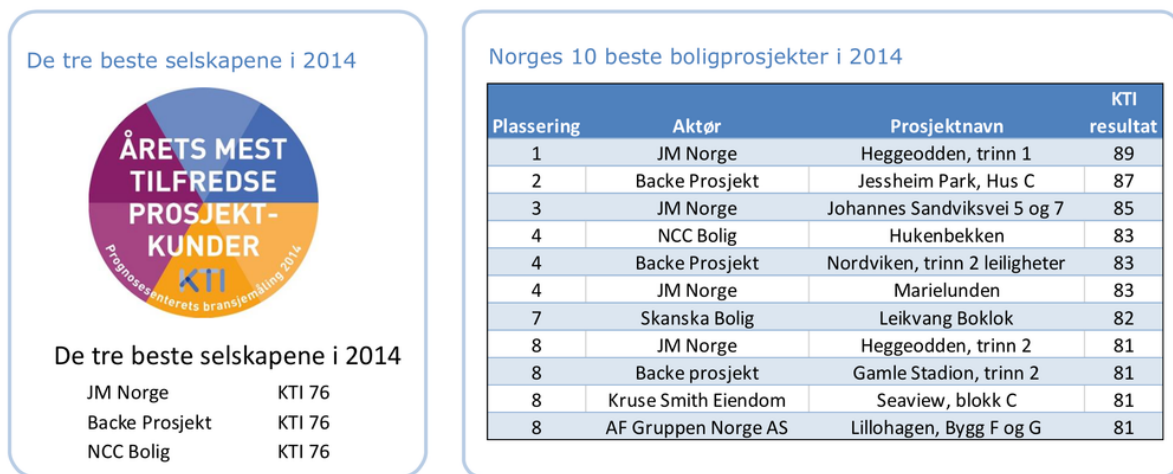 De tre beste selskapene i 2014
ÅRETS MEST
TILFREDSE
PROSJEKT-
KUNDER
KTI
Prognosesenterets bransjemåling 2014
De tre beste selskapene i 2014
JM Norge KTI 76
Backe Prosjekt KTI 76
NCC Bolig KTI 76
Norges 10 beste boligprosjekter i 2014
KTI
Plassering Aktør Prosjektnavn resultat
1 JM Norge Heggeodden, trinn 1 89
2 Backe Prosjekt Jessheim Park, Hus C 87
3 JM Norge Johannes Sandviksvei 5 og 7 85
4 NCC Bolig Hukenbekken 83
4 Backe Prosjekt Nordviken, trinn 2 leiligheter 83
4 JM Norge Marielunden 83
7 Skanska Bolig Leikvang Boklok 82
8 JM Norge Heggeodden, trinn 2 81
8 Backe prosjekt Gamle Stadion, trinn 2 81
8 Kruse Smith Eiendom Seaview, blokk C 81
8 AF Gruppen Norge AS Lillohagen, Bygg F og G 81